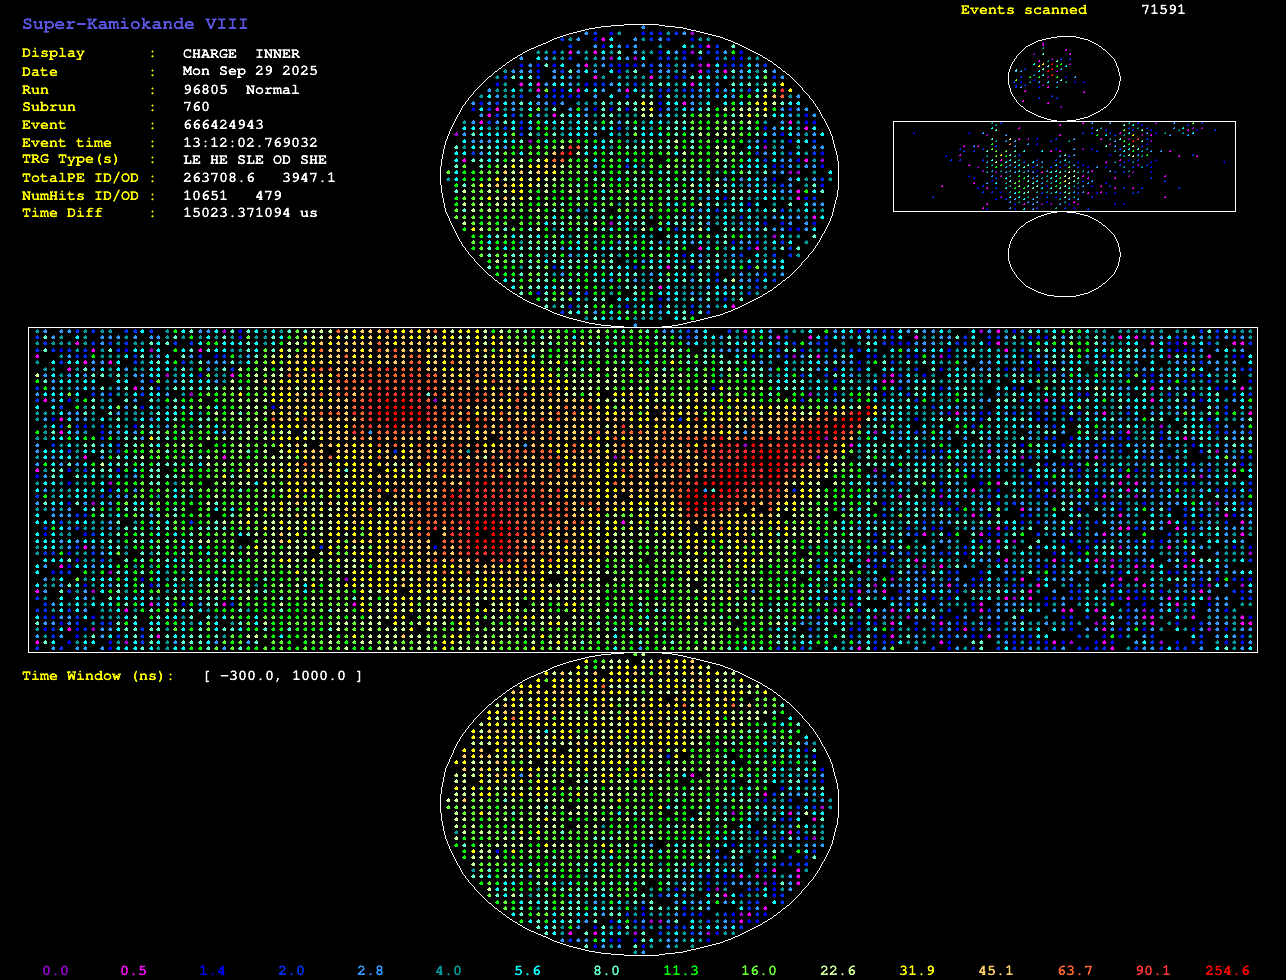 Super-Kamiokande VIII
Events scanned 71591
Display : CHARGE INNER
Date : Mon Sep 29 2025
Run : 96805 Normal
Subrun : 760
Event : 666424943
Event time : 13:12:02.769032
TRG Type(s) : LE HE SLE OD SHE
TotalPE ID/OD : 263708.6 3947.1
NumHits ID/OD : 10651 479
Time Diff : 15023.371094 us
Time Window (ns): [ -300.0, 1000.0 ]
0.0 0.5 1.4 2.0 2.8 4.0 5.6 8.0 11.3 16.0 22.6 31.9 45.1 63.7 90.1 254.6